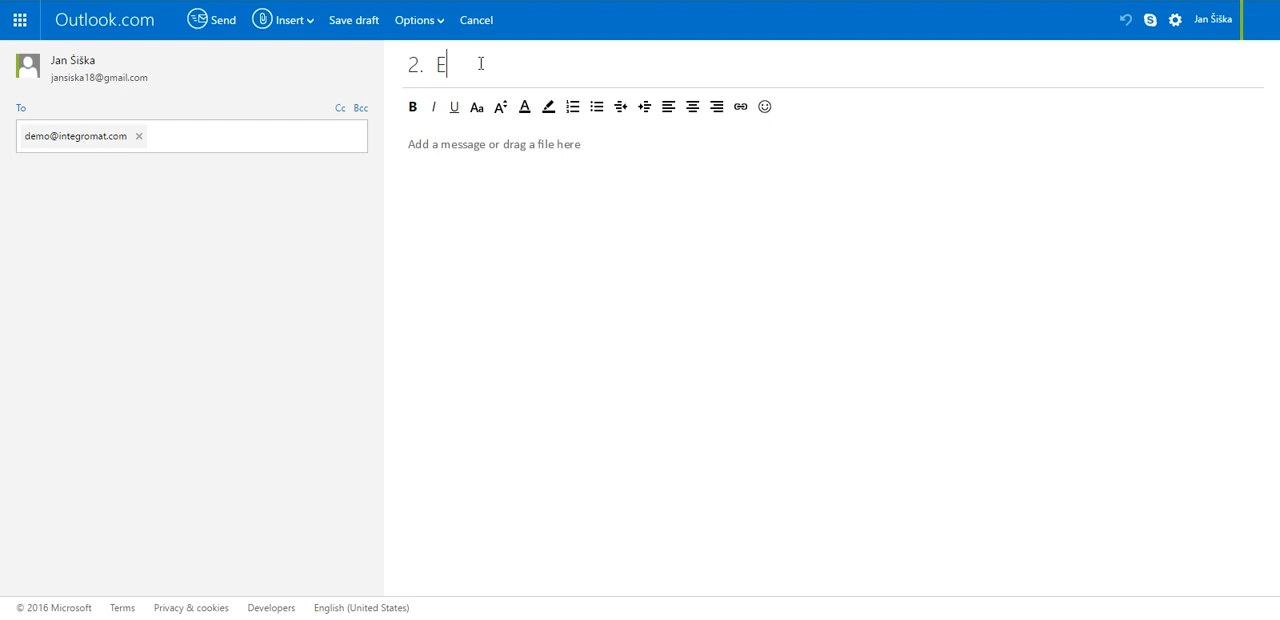 Outlook.com Send Insert Save draft Options Cancel Jan Šiška
Jan Šiška
jansiska18@gmail.com
To Cc Bcc
demo@integromat.com
2. E
B I U Aa A A
Add a message or drag a file here
© 2016 Microsoft Terms Privacy & cookies Developers English (United States)